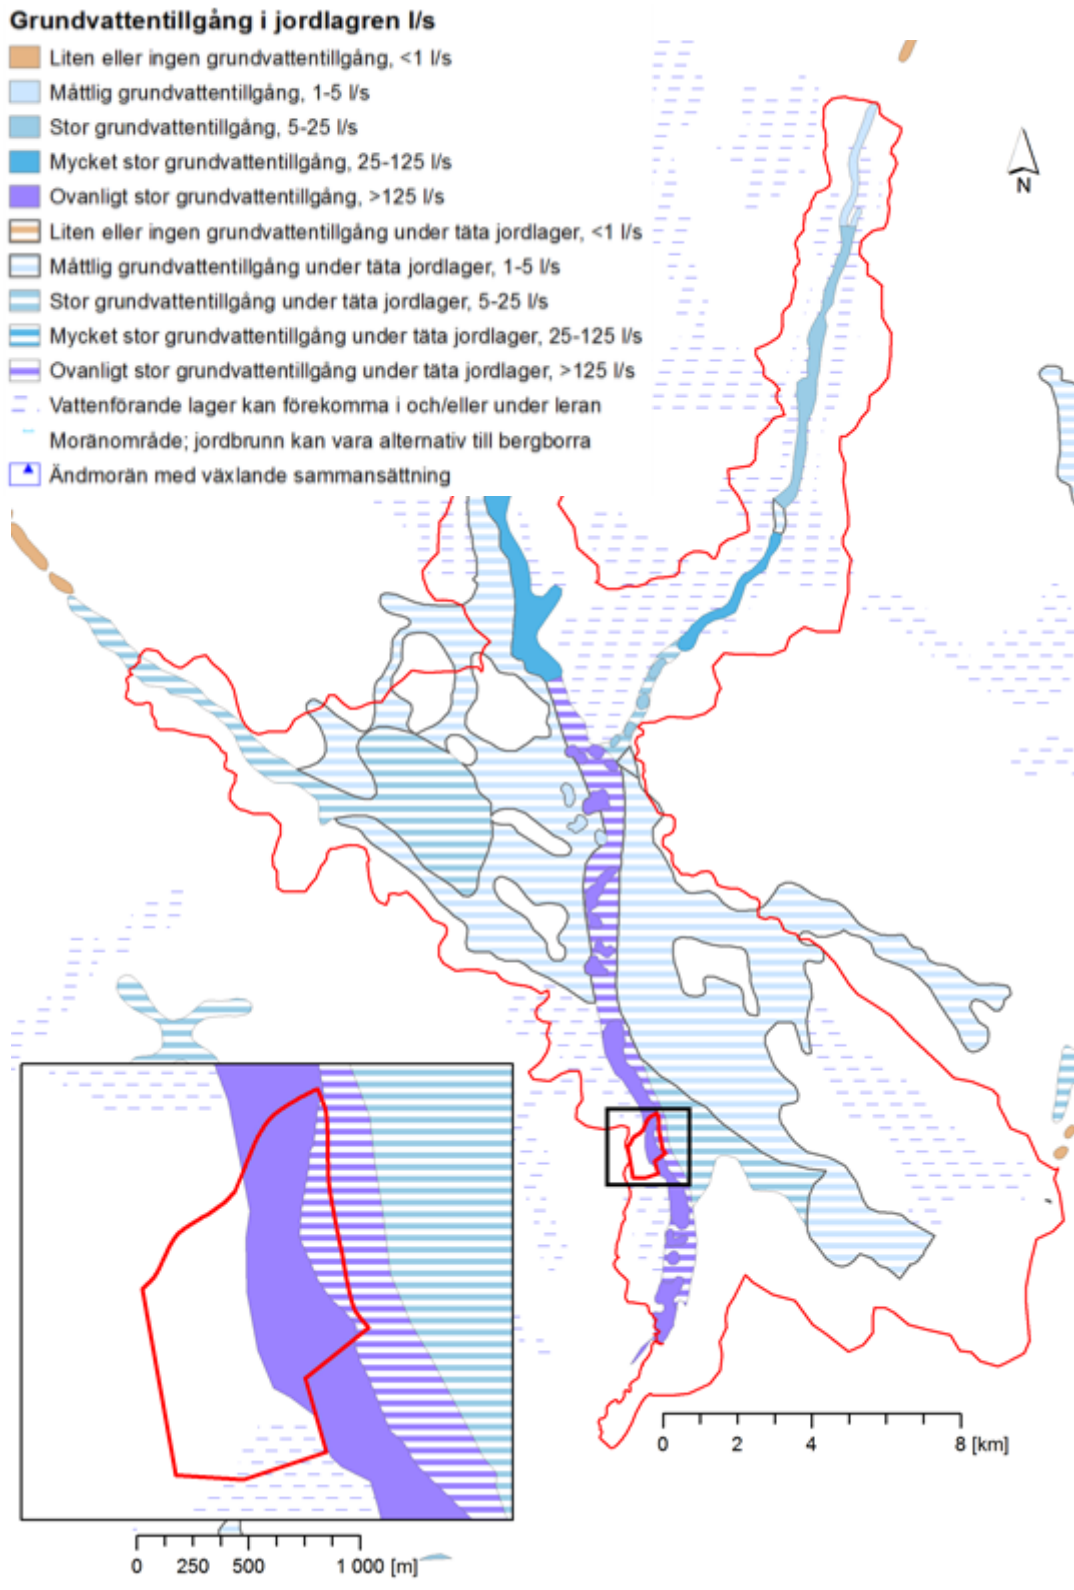 Grundvattentillgång i jordlagren l/s
Liten eller ingen grundvattentillgång, <1 l/s
Måttlig grundvattentillgång, 1-5 l/s
Stor grundvattentillgång, 5-25 l/s
Mycket stor grundvattentillgång, 25-125 l/s
Ovanligt stor grundvattentillgång, >125 l/s
Liten eller ingen grundvattentillgång under täta jordlager, <1 l/s
Måttlig grundvattentillgång under täta jordlager, 1-5 l/s
Stor grundvattentillgång under täta jordlager, 5-25 l/s
Mycket stor grundvattentillgång under täta jordlager, 25-125 l/s
Ovanligt stor grundvattentillgång under täta jordlager, >125 l/s
Vattenförande lager kan förekomma i och/eller under leran
Moränområde; jordbrunn kan vara alternativ till bergborra
Ändmorän med växlande sammansättning
N
0 2 4 8 [km]
0 250 500 1 000 [m]